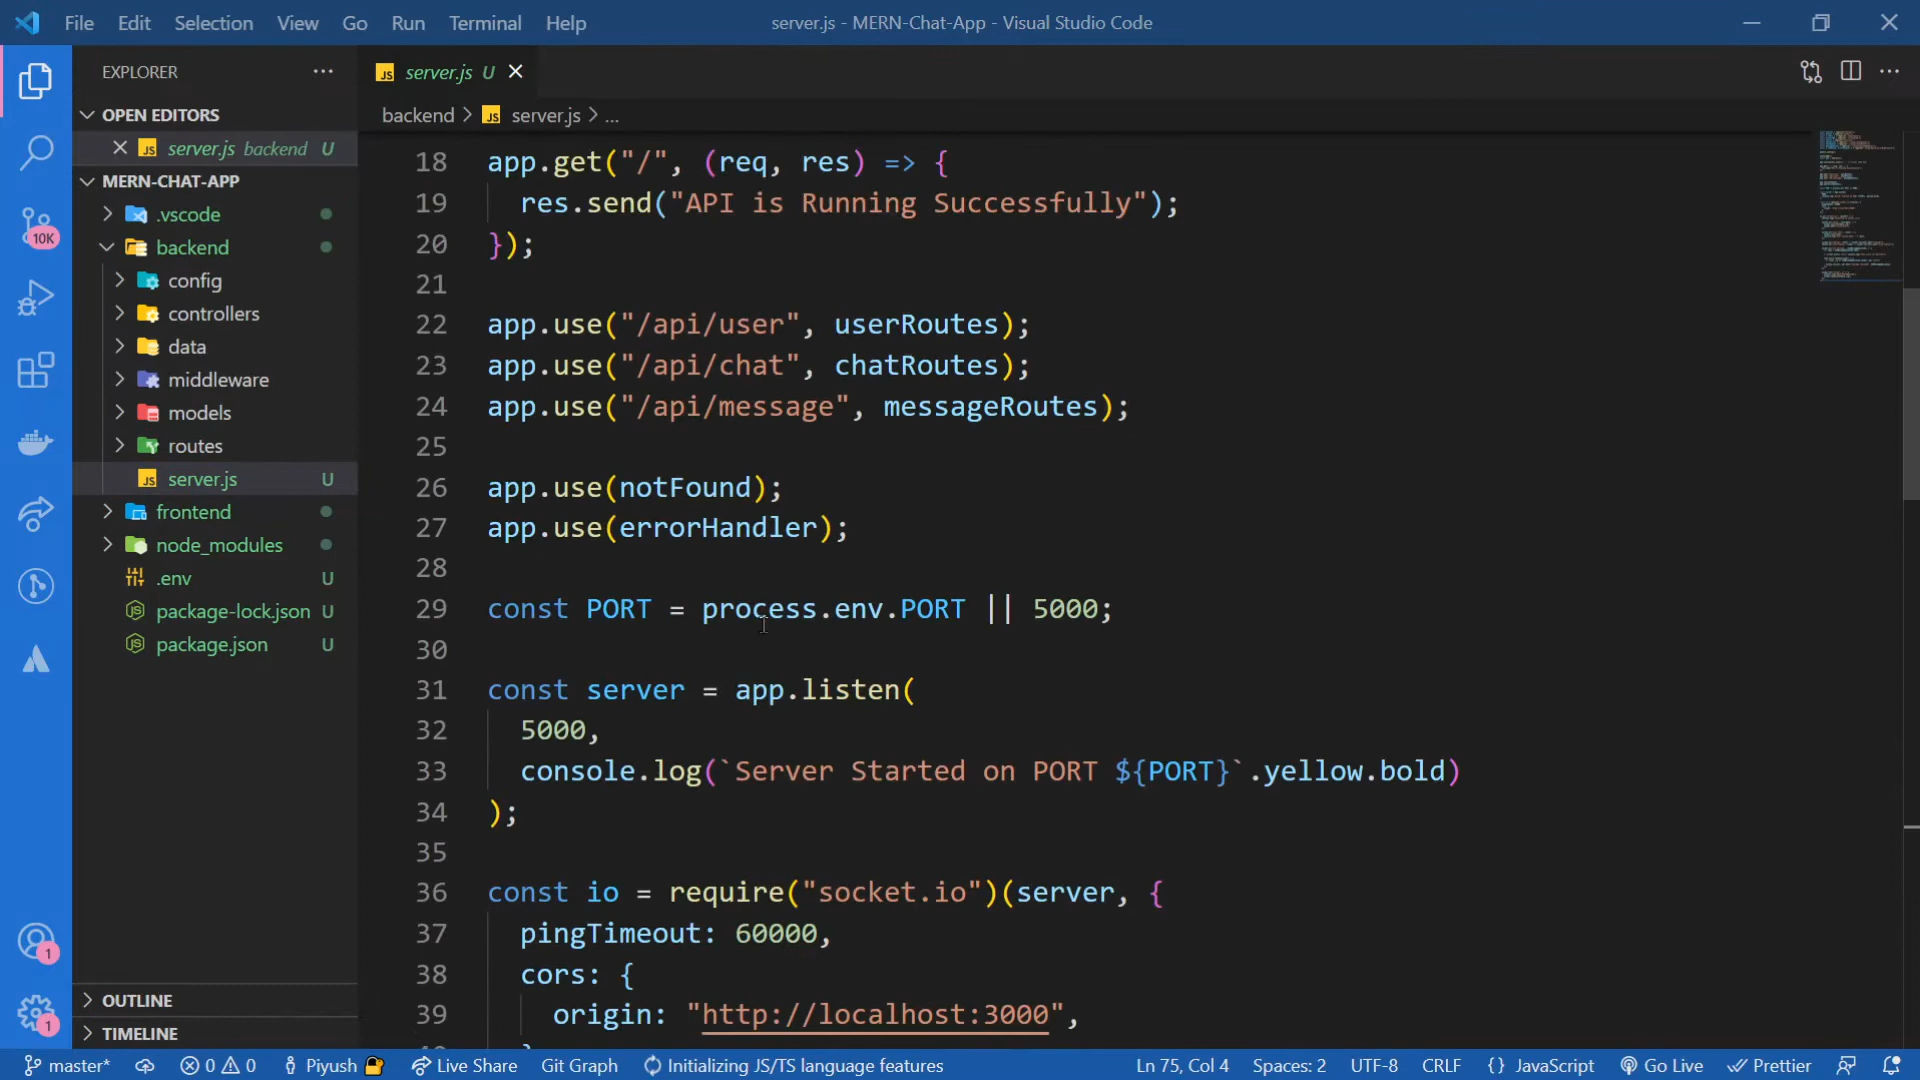 File Edit Selection View Go Run Terminal Help
server.js - MERN-Chat-App - Visual Studio Code
EXPLORER
OPEN EDITORS
JS server.js backend U
MERN-CHAT-APP
.vscode
backend
config
controllers
data
middleware
models
routes
JS server.js U
frontend
node_modules
.env U
package-lock.json U
package.json U
OUTLINE
TIMELINE
10K
1
1
JS server.js U
backend > JS server.js > ...
18 app.get("/", (req, res) => {
19 res.send("API is Running Successfully");
20 });
21
22 app.use("/api/user", userRoutes);
23 app.use("/api/chat", chatRoutes);
24 app.use("/api/message", messageRoutes);
25
26 app.use(notFound);
27 app.use(errorHandler);
28
29 const PORT = process.env.PORT || 5000;
30
31 const server = app.listen(
32 5000,
33 console.log(`Server Started on PORT ${PORT}`.yellow.bold)
34 );
35
36 const io = require("socket.io")(server, {
37 pingTimeout: 60000,
38 cors: {
39 origin: "http://localhost:3000",
master* 0 0 Piyush Live Share Git Graph Initializing JS/TS language features Ln 75, Col 4 Spaces: 2 UTF-8 CRLF {} JavaScript Go Live Prettier